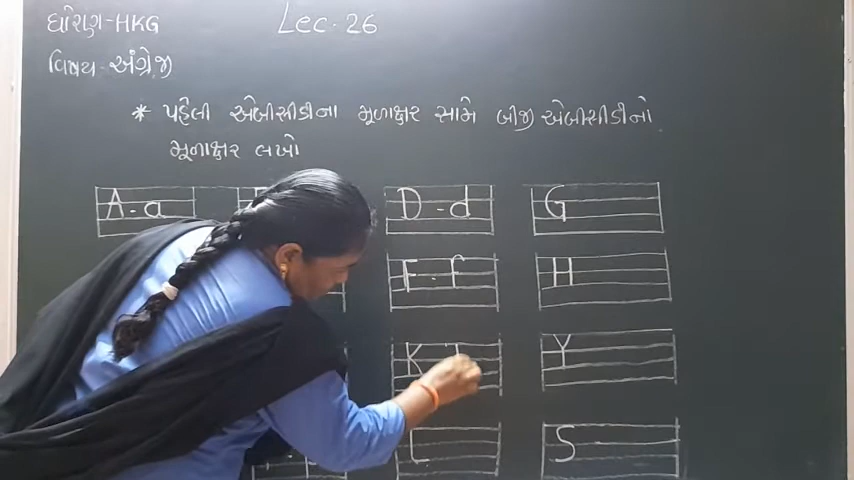 ધોરણ-HKG
Lec. 26
વિષય-અંગ્રેજી
* પહેલી એબીસીડીના મૂળાક્ષર સામે બીજી એબીસીડીનો
મૂળાક્ષર લખો
A - a
D - d
G
F - f
H
K
Y
L
S